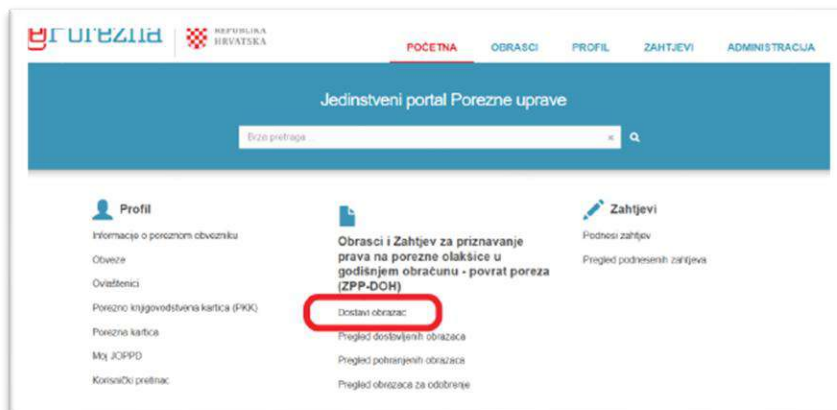 ePorezna
REPUBLIKA
HRVATSKA
POČETNA
OBRASCI
PROFIL
ZAHTJEVI
ADMINISTRACIJA
Jedinstveni portal Porezne uprave
Brza pretraga ...
Profil
Informacije o poreznom obvezniku
Obveze
Ovlaštenici
Porezno knjigovodstvena kartica (PKK)
Porezna kartica
Moj JOPPD
Korisnički pretinac
Obrasci i Zahtjev za priznavanje
prava na porezne olakšice u
godišnjem obračunu - povrat poreza
(ZPP-DOH)
Dostavi obrazac
Pregled dostavljenih obrazaca
Pregled pohranjenih obrazaca
Pregled obrazaca za odobrenje
Zahtjevi
Podnesi zahtjev
Pregled podnesenih zahtjeva